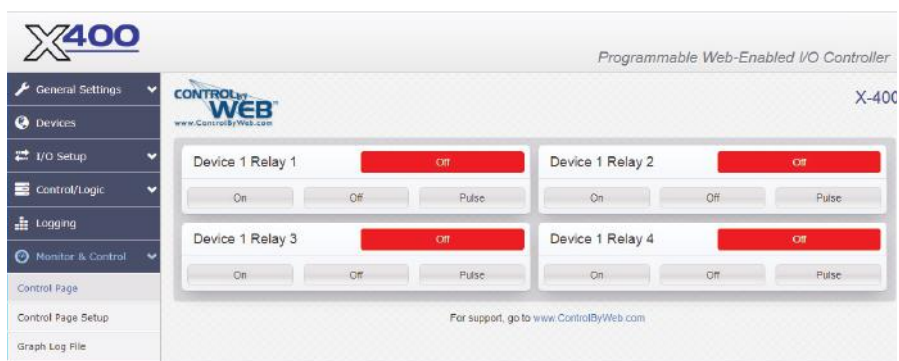 X400
Programmable Web-Enabled I/O Controller
General Settings
Devices
I/O Setup
Control/Logic
Logging
Monitor & Control
Control Page
Control Page Setup
Graph Log File
CONTROL BY
WEB
www.ControlByWeb.com
X-400
Device 1 Relay 1
Off
On
Off
Pulse
Device 1 Relay 2
Off
On
Off
Pulse
Device 1 Relay 3
Off
On
Off
Pulse
Device 1 Relay 4
Off
On
Off
Pulse
For support, go to www.ControlByWeb.com